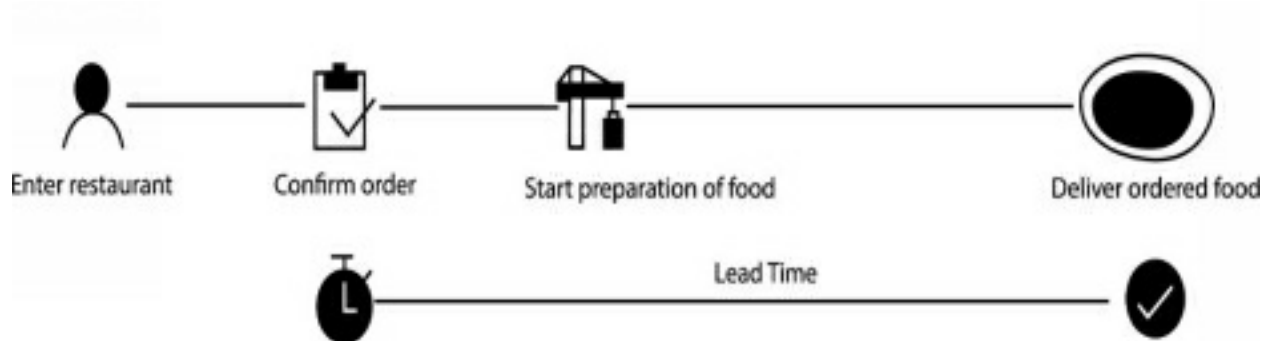 Enter restaurant
Confirm order
Start preparation of food
Deliver ordered food
Lead Time